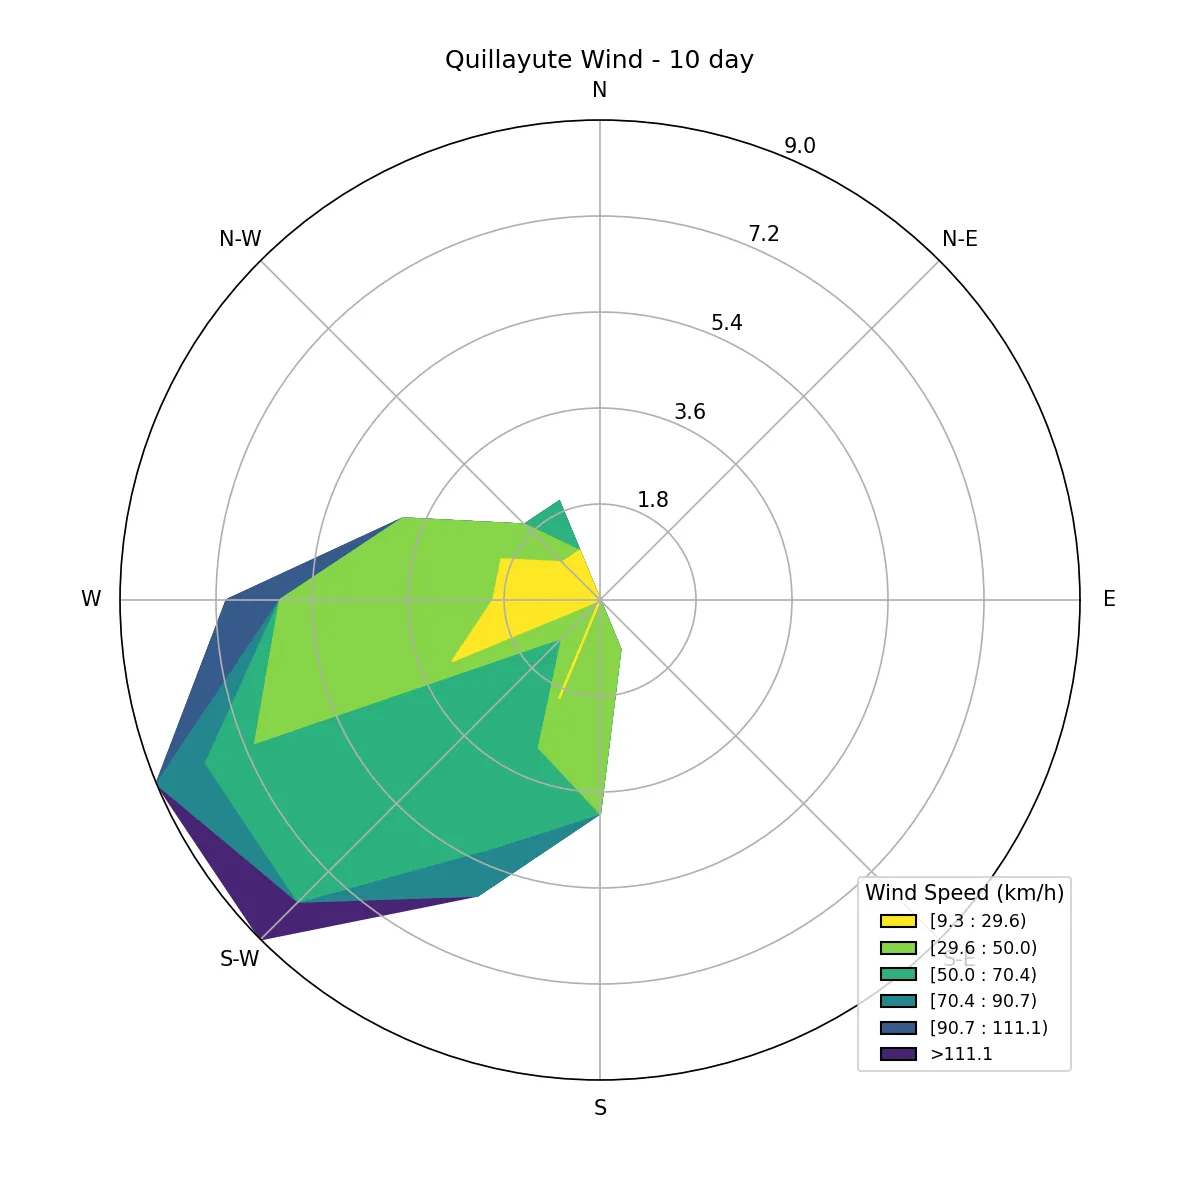 Quillayute Wind - 10 day
N
9.0
N-W
7.2
N-E
5.4
3.6
1.8
W
E
Wind Speed (km/h)
[9.3 : 29.6)
[29.6 : 50.0)
S-W
S-E
[50.0 : 70.4)
[70.4 : 90.7)
[90.7 : 111.1)
>111.1
S